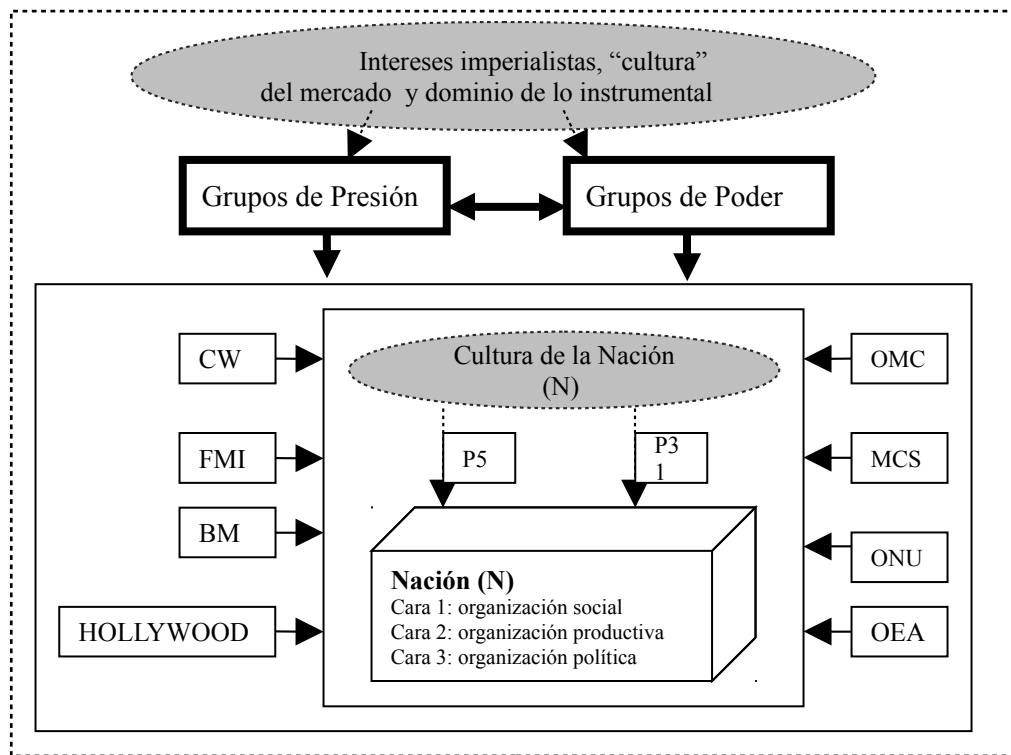 Intereses imperialistas, “cultura”
del mercado y dominio de lo instrumental
Grupos de Presión
Grupos de Poder
CW
FMI
BM
HOLLYWOOD
Cultura de la Nación
(N)
P5
P3
1
Nación (N)
Cara 1: organización social
Cara 2: organización productiva
Cara 3: organización política
OMC
MCS
ONU
OEA